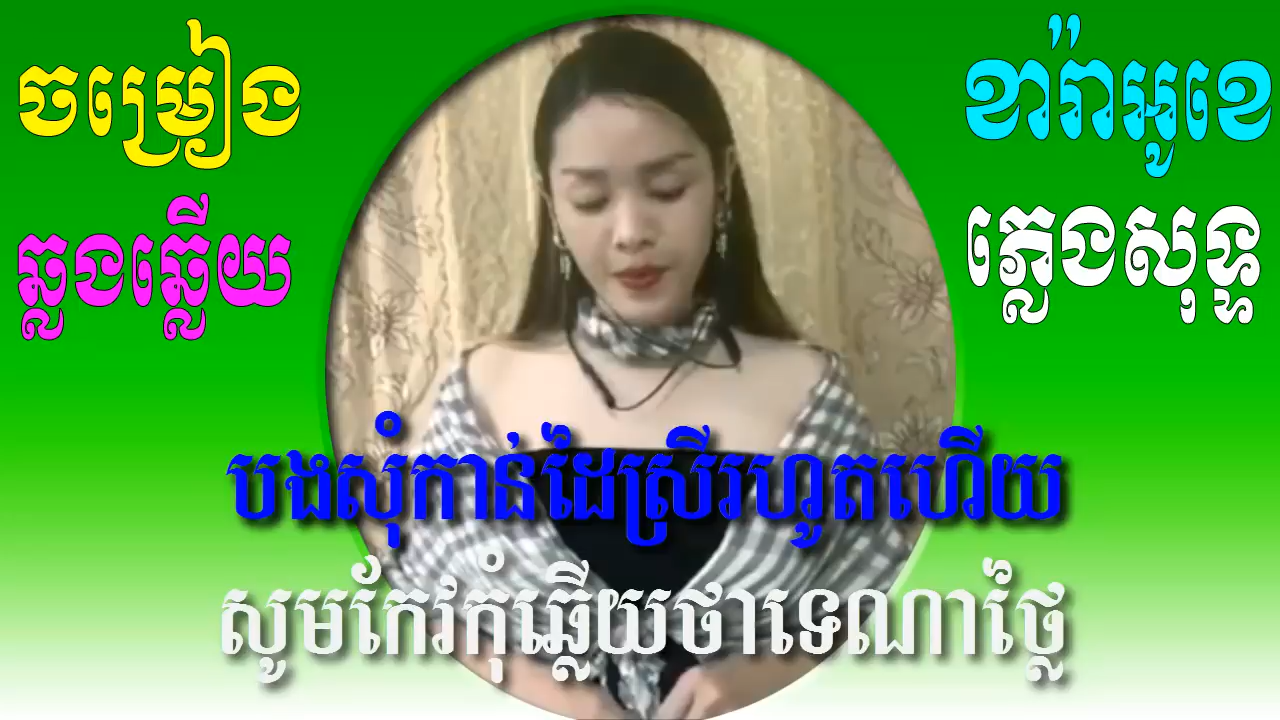 ចម្រៀង
ឆ្លងឆ្លើយ
ខារ៉ាអូខេ
ភ្លេងសុទ្ធ
បងសុំកាន់ដៃស្រីរហូតហើយ
សូមកែវកុំឆ្លើយថាទេណាថ្លៃ